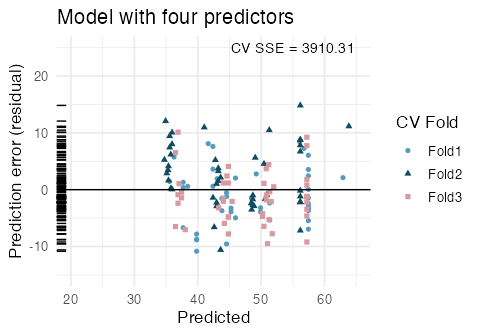 Model with four predictors
CV SSE = 3910.31
Prediction error (residual)
20
10
0
-10
20
30
40
50
60
Predicted
CV Fold
Fold1
Fold2
Fold3